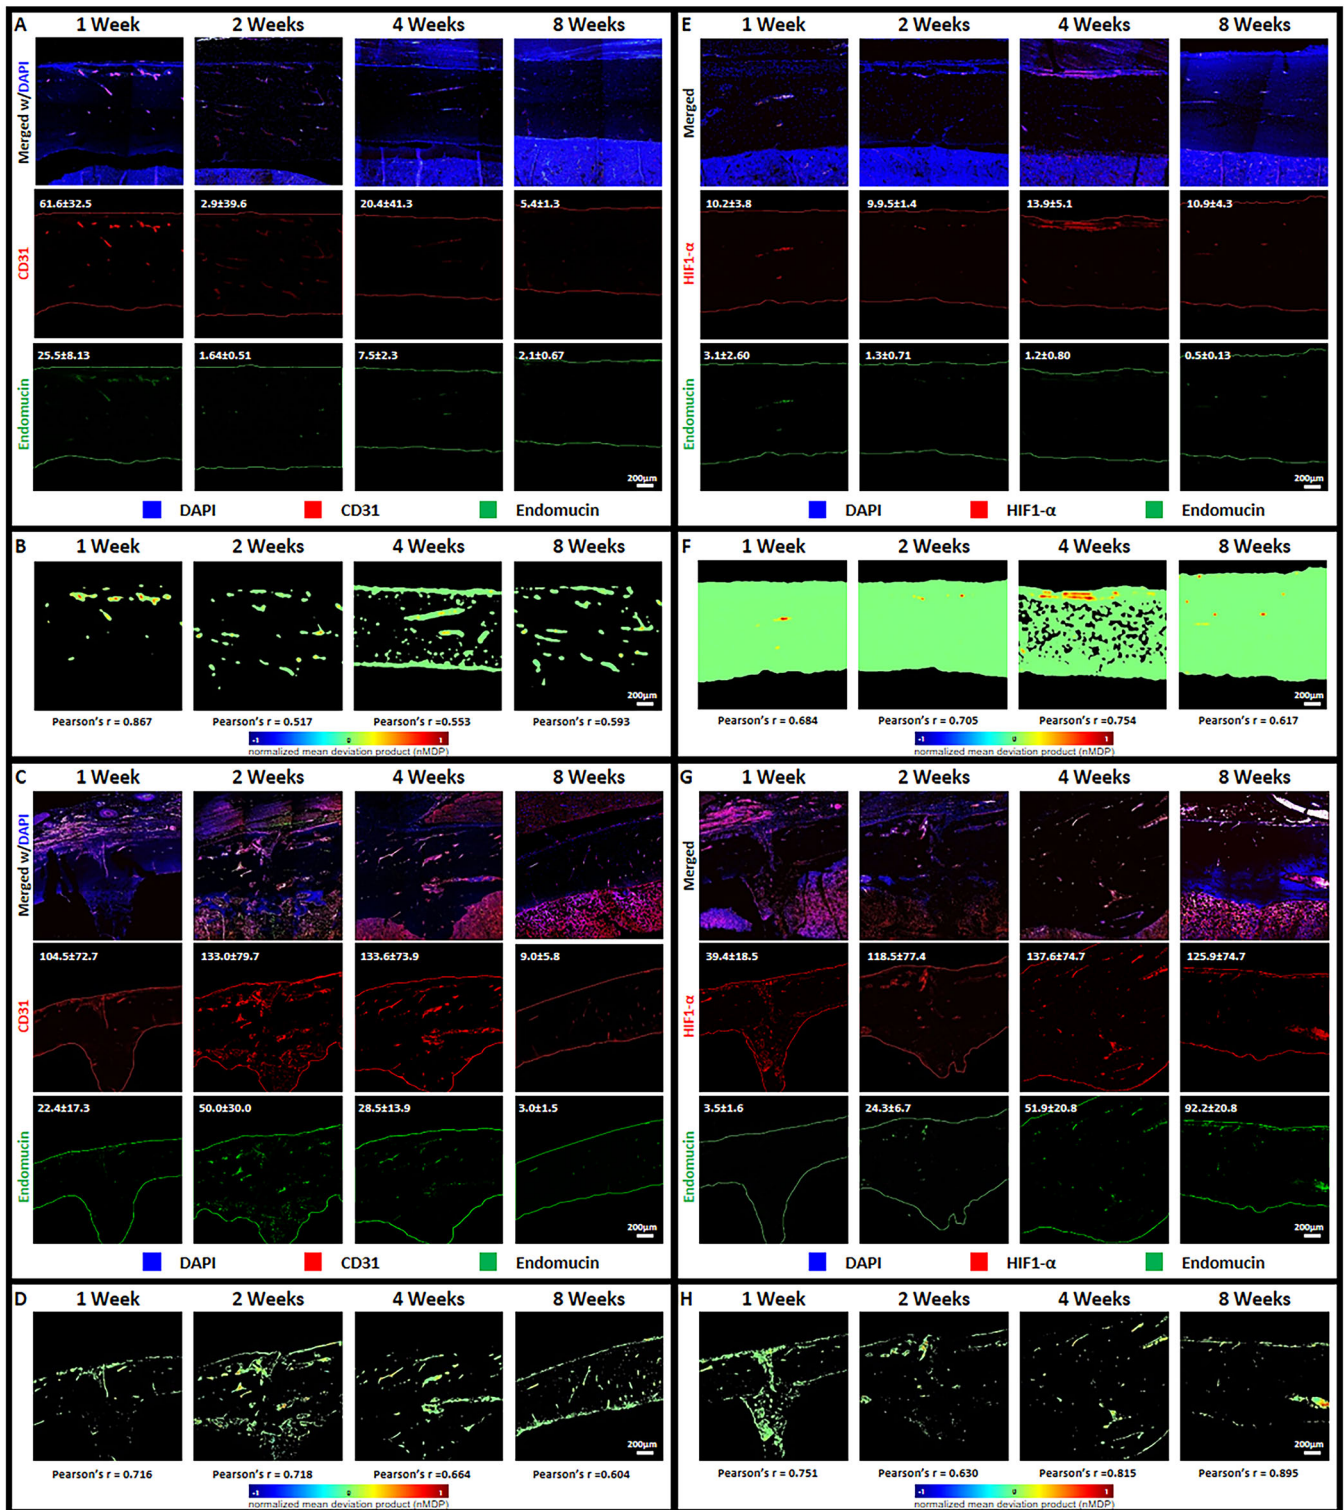 A
1 Week 2 Weeks 4 Weeks 8 Weeks
Merged w/DAPI
CD31
61.6±32.5 2.9±39.6 20.4±41.3 5.4±1.3
Endomucin
25.5±8.13 1.64±0.51 7.5±2.3 2.1±0.67
200µm
DAPI CD31 Endomucin
B
1 Week 2 Weeks 4 Weeks 8 Weeks
200µm
Pearson's r = 0.867 Pearson's r = 0.517 Pearson's r =0.553 Pearson's r =0.593
-1 0 1
normalized mean deviation product (nMDP)
C
1 Week 2 Weeks 4 Weeks 8 Weeks
Merged w/DAPI
CD31
104.5±72.7 133.0±79.7 133.6±73.9 9.0±5.8
Endomucin
22.4±17.3 50.0±30.0 28.5±13.9 3.0±1.5
200µm
DAPI CD31 Endomucin
D
1 Week 2 Weeks 4 Weeks 8 Weeks
200µm
Pearson's r = 0.716 Pearson's r = 0.718 Pearson's r =0.664 Pearson's r =0.604
-1 0 1
normalized mean deviation product (nMDP)
E
1 Week 2 Weeks 4 Weeks 8 Weeks
Merged
HIF1-α
10.2±3.8 9.9.5±1.4 13.9±5.1 10.9±4.3
Endomucin
3.1±2.60 1.3±0.71 1.2±0.80 0.5±0.13
200µm
DAPI HIF1-α Endomucin
F
1 Week 2 Weeks 4 Weeks 8 Weeks
200µm
Pearson's r = 0.684 Pearson's r = 0.705 Pearson's r =0.754 Pearson's r =0.617
-1 0 1
normalized mean deviation product (nMDP)
G
1 Week 2 Weeks 4 Weeks 8 Weeks
Merged
HIF1-α
39.4±18.5 118.5±77.4 137.6±74.7 125.9±74.7
Endomucin
3.5±1.6 24.3±6.7 51.9±20.8 92.2±20.8
200µm
DAPI HIF1-α Endomucin
H
1 Week 2 Weeks 4 Weeks 8 Weeks
200µm
Pearson's r = 0.751 Pearson's r = 0.630 Pearson's r =0.815 Pearson's r =0.895
-1 0 1
normalized mean deviation product (nMDP)